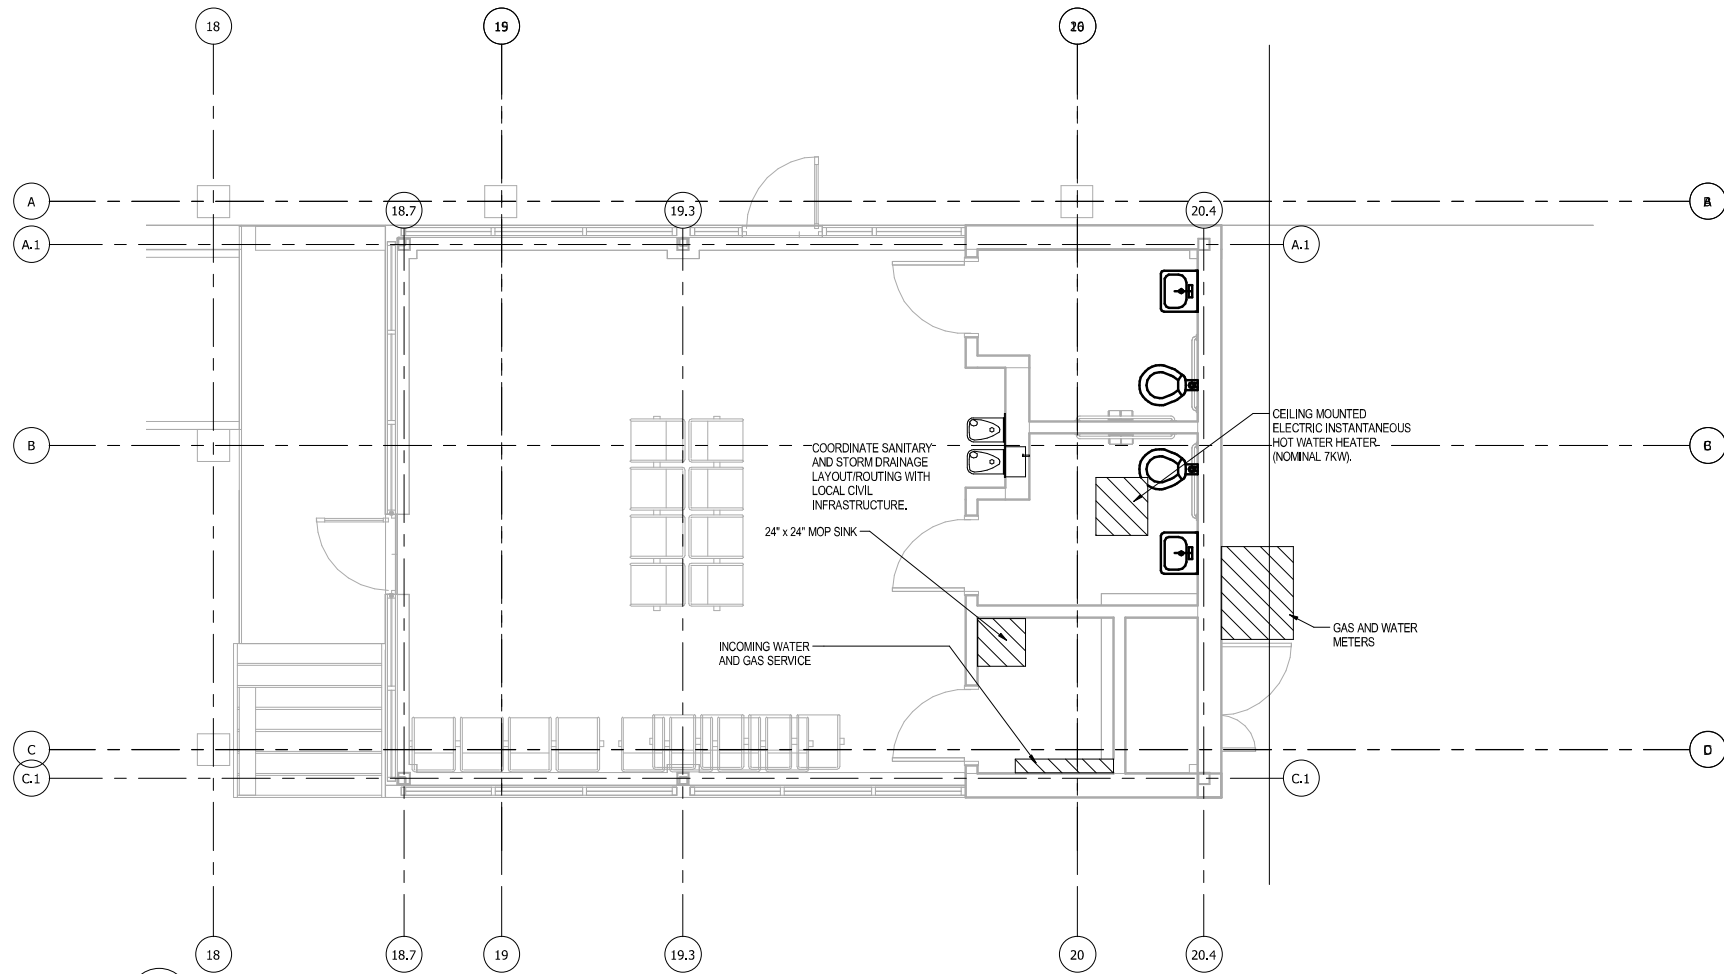 18
19
A
18.7
19.3
20.4
A.1
A.1
B
COORDINATE SANITARY
AND STORM DRAINAGE
LAYOUT/ROUTING WITH
LOCAL CIVIL
INFRASTRUCTURE.
CEILING MOUNTED
ELECTRIC INSTANTANEOUS
HOT WATER HEATER
(NOMINAL 7KW).
24" x 24" MOP SINK
INCOMING WATER
AND GAS SERVICE
GAS AND WATER
METERS
C
C.1
C.1
18
18.7
19
19.3
20
20.4